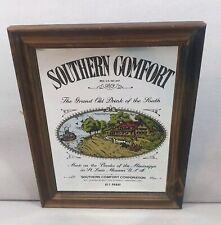 SOUTHERN COMFORT
The Grand Old Drink of the South
Made on the Banks of the Mississippi
in St. Louis Missouri U.S.A.
SOUTHERN COMFORT CORPORATION